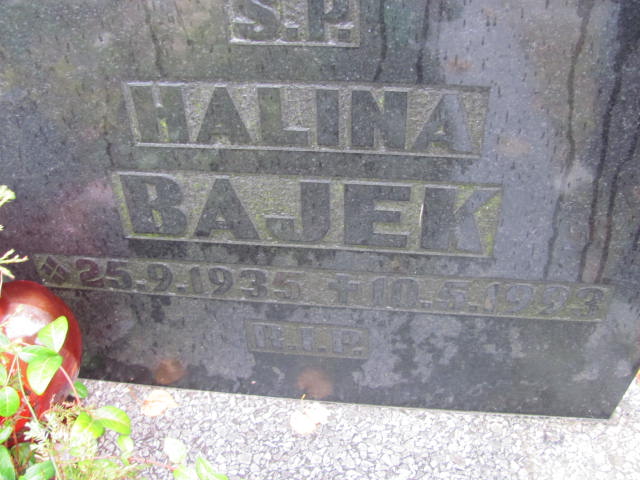 S.P.
HALINA
BAJEK
25.9.1935 10.5.1993
R.I.P.